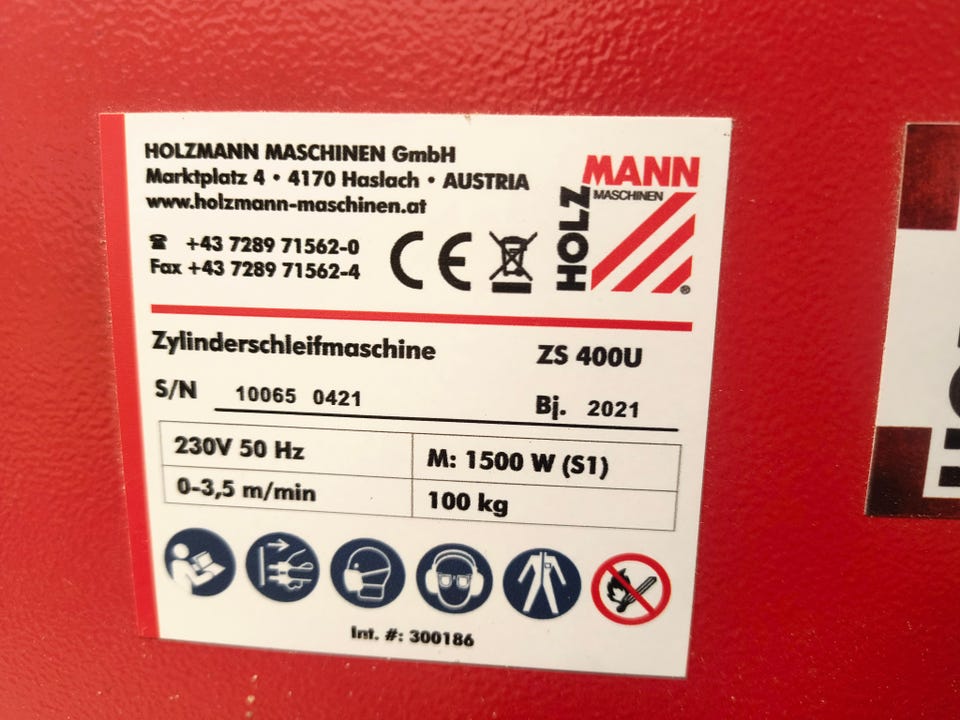 HOLZMANN MASCHINEN GmbH
Marktplatz 4 • 4170 Haslach • AUSTRIA
www.holzmann-maschinen.at
☎ +43 7289 71562-0
Fax +43 7289 71562-4
CE
HOLZ
MANN
MASCHINEN
®
Zylinderschleifmaschine ZS 400U
S/N 10065 0421 Bj. 2021
230V 50 Hz M: 1500 W (S1)
0-3,5 m/min 100 kg
Int. #: 300186